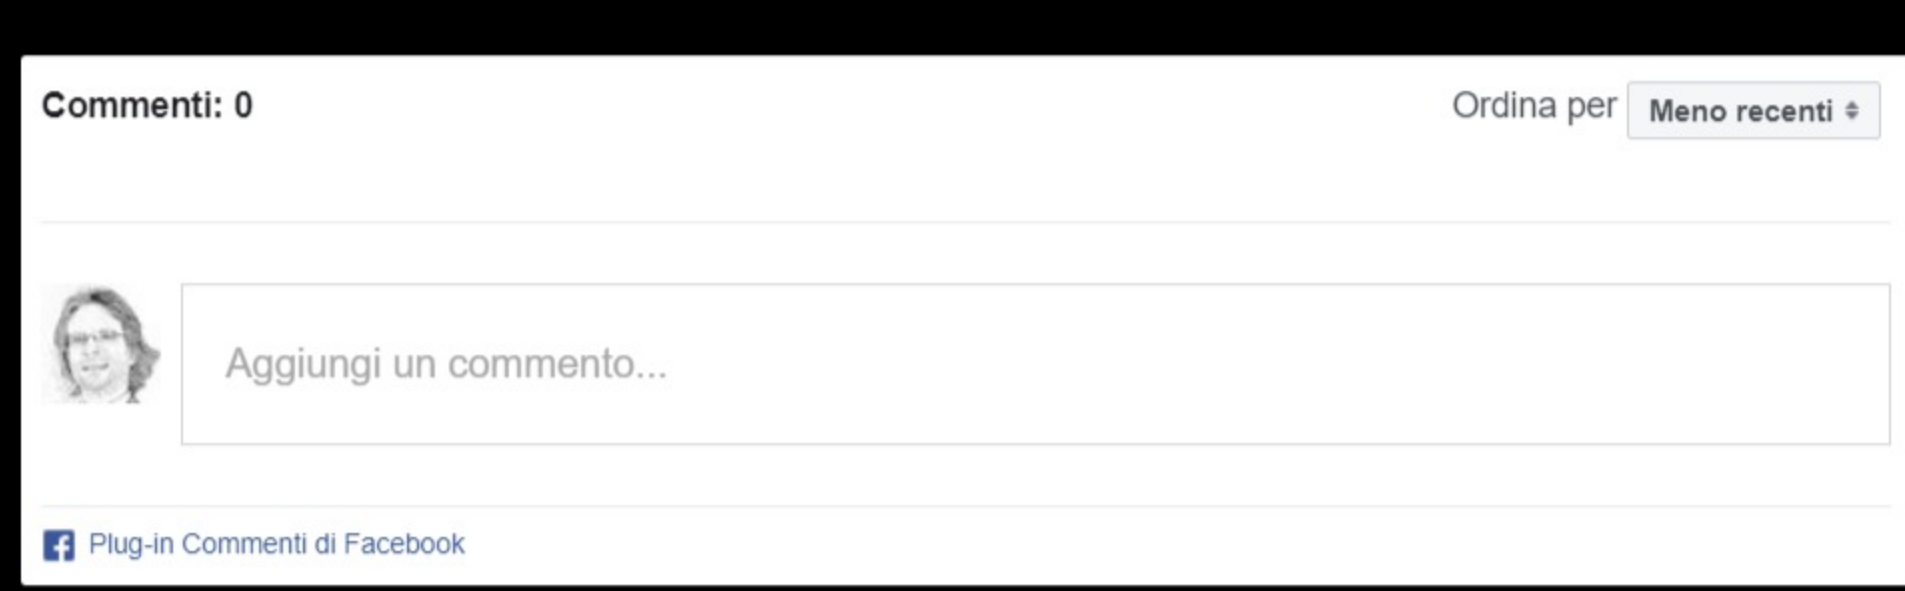 Commenti: 0
Ordina per Meno recenti
Aggiungi un commento...
Plug-in Commenti di Facebook